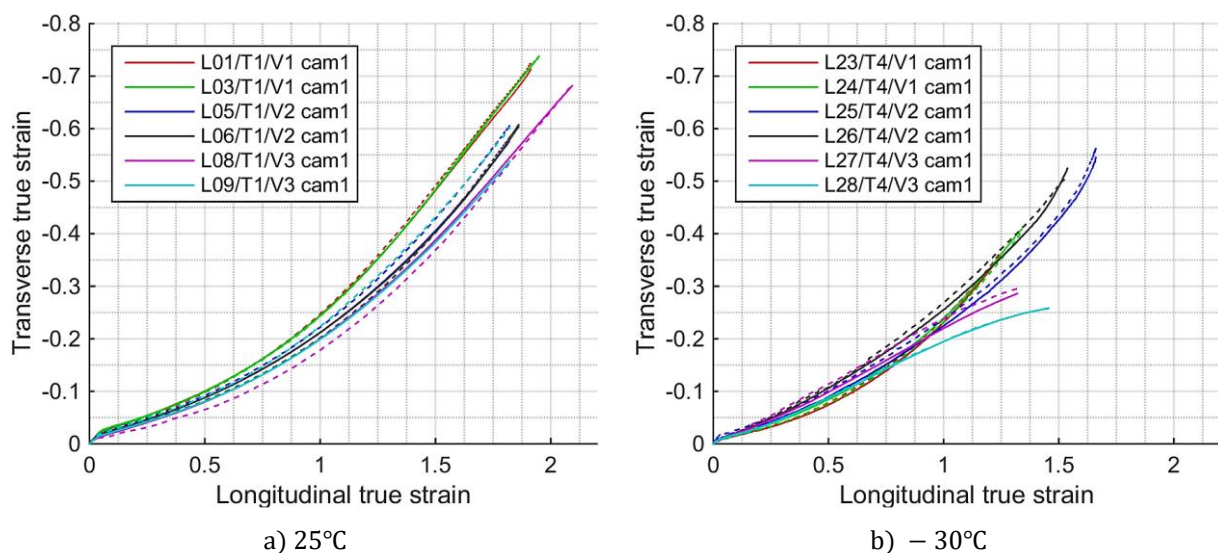 -0.8
-0.7
-0.6
-0.5
-0.4
-0.3
-0.2
-0.1
0
Transverse true strain
L01/T1/V1 cam1
L03/T1/V1 cam1
L05/T1/V2 cam1
L06/T1/V2 cam1
L08/T1/V3 cam1
L09/T1/V3 cam1
0 0.5 1 1.5 2
Longitudinal true strain
a) 25°C
-0.8
-0.7
-0.6
-0.5
-0.4
-0.3
-0.2
-0.1
0
Transverse true strain
L23/T4/V1 cam1
L24/T4/V1 cam1
L25/T4/V2 cam1
L26/T4/V2 cam1
L27/T4/V3 cam1
L28/T4/V3 cam1
0 0.5 1 1.5 2
Longitudinal true strain
b) − 30°C